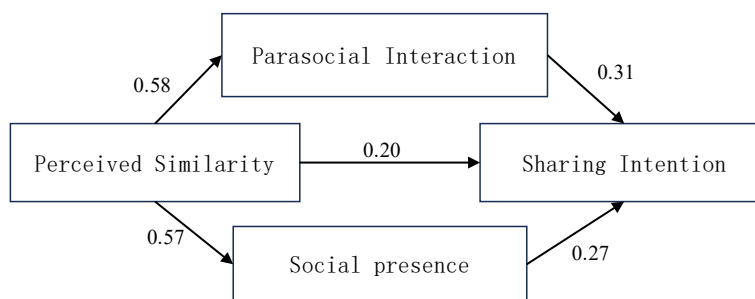 Parasocial Interaction
0.58
0.31
Perceived Similarity
0.20
Sharing Intention
0.57
Social presence
0.27